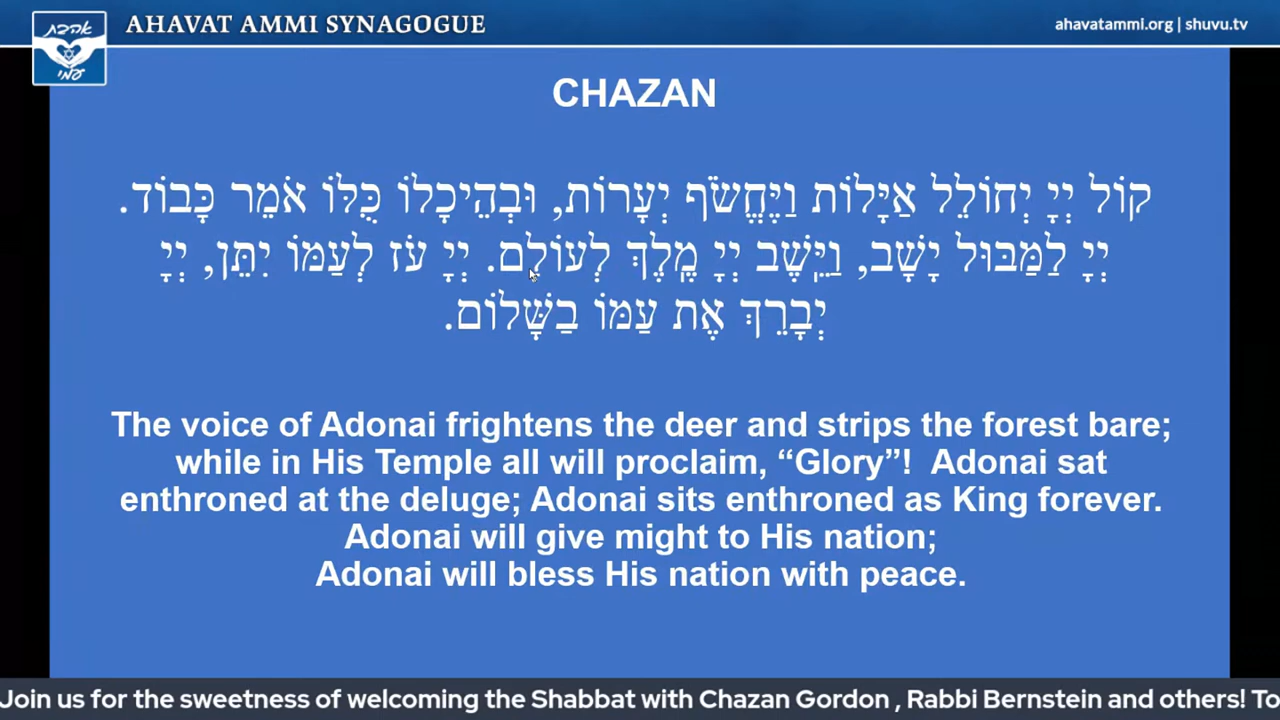 אהבת
עמי
AHAVAT AMMI SYNAGOGUE
ahavatammi.org | shuvu.tv
CHAZAN
קוֹל יְיָ יְחוֹלֵל אַיָּלוֹת וַיֶּחֱשֹׂף יְעָרוֹת, וּבְהֵיכָלוֹ כֻּלּוֹ אֹמֵר כָּבוֹד.
יְיָ לַמַּבּוּל יָשָׁב, וַיֵּשֶׁב יְיָ מֶלֶךְ לְעוֹלָם. יְיָ עֹז לְעַמּוֹ יִתֵּן, יְיָ
יְבָרֵךְ אֶת עַמּוֹ בַשָּׁלוֹם.
The voice of Adonai frightens the deer and strips the forest bare;
while in His Temple all will proclaim, “Glory”!  Adonai sat
enthroned at the deluge; Adonai sits enthroned as King forever.
Adonai will give might to His nation;
Adonai will bless His nation with peace.
Join us for the sweetness of welcoming the Shabbat with Chazan Gordon , Rabbi Bernstein and others! To